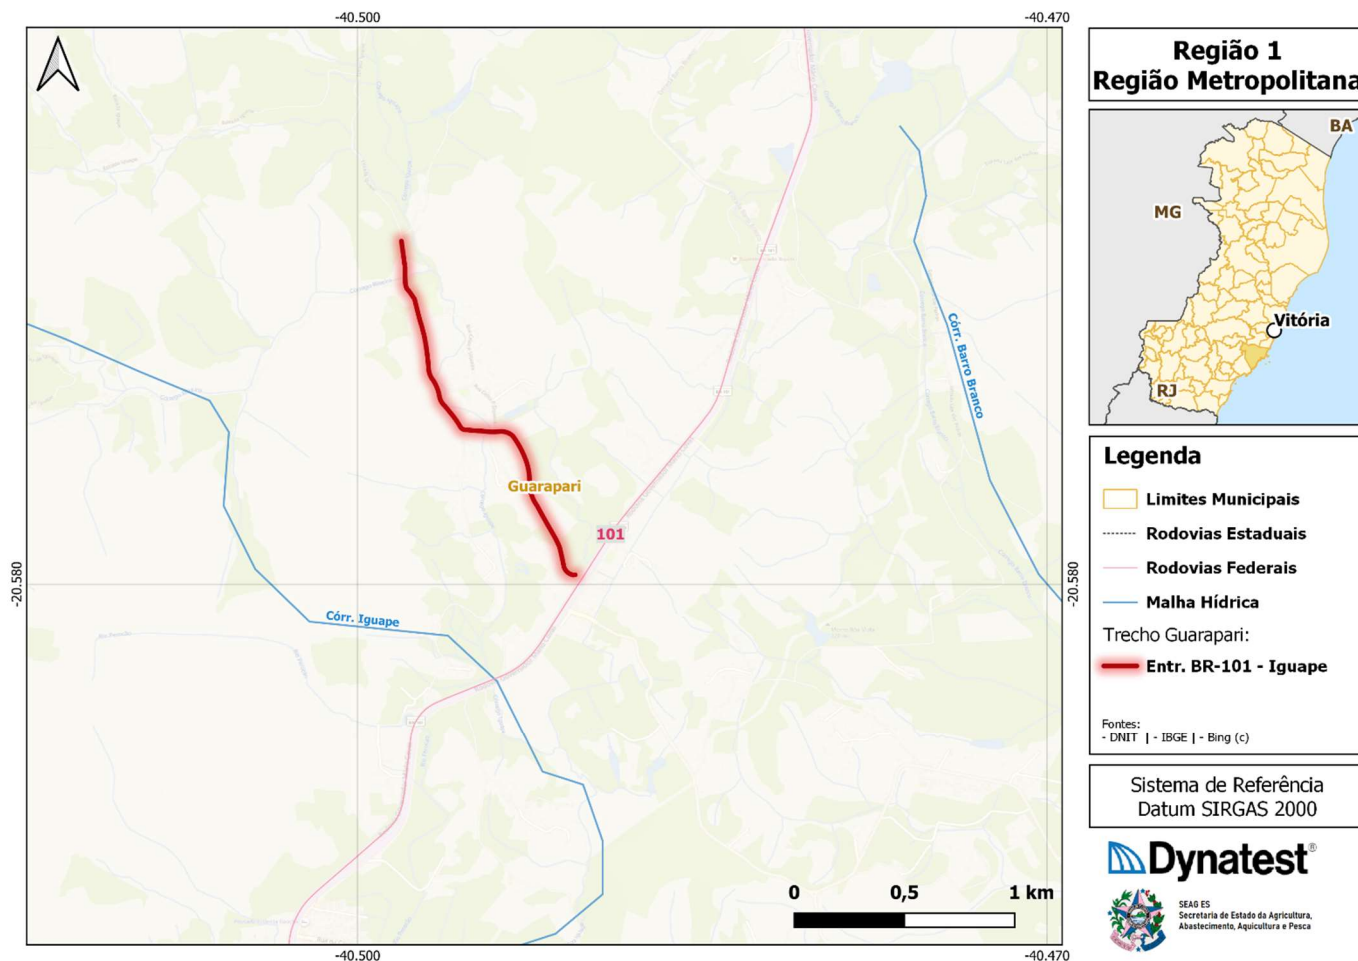 -40.500
-40.470
Região 1
Região Metropolitana
BA
MG
Vitória
RJ
Córr. Barro Branco
Guarapari
101
-20.580
-20.580
Córr. Iguape
Legenda
Limites Municipais
Rodovias Estaduais
Rodovias Federais
Malha Hídrica
Trecho Guarapari:
Entr. BR-101 - Iguape
Fontes:
- DNIT | - IBGE | - Bing (c)
Sistema de Referência
Datum SIRGAS 2000
Dynatest®
SEAG ES
Secretaria de Estado da Agricultura,
Abastecimento, Aquicultura e Pesca
0 0,5 1 km
-40.500
-40.470